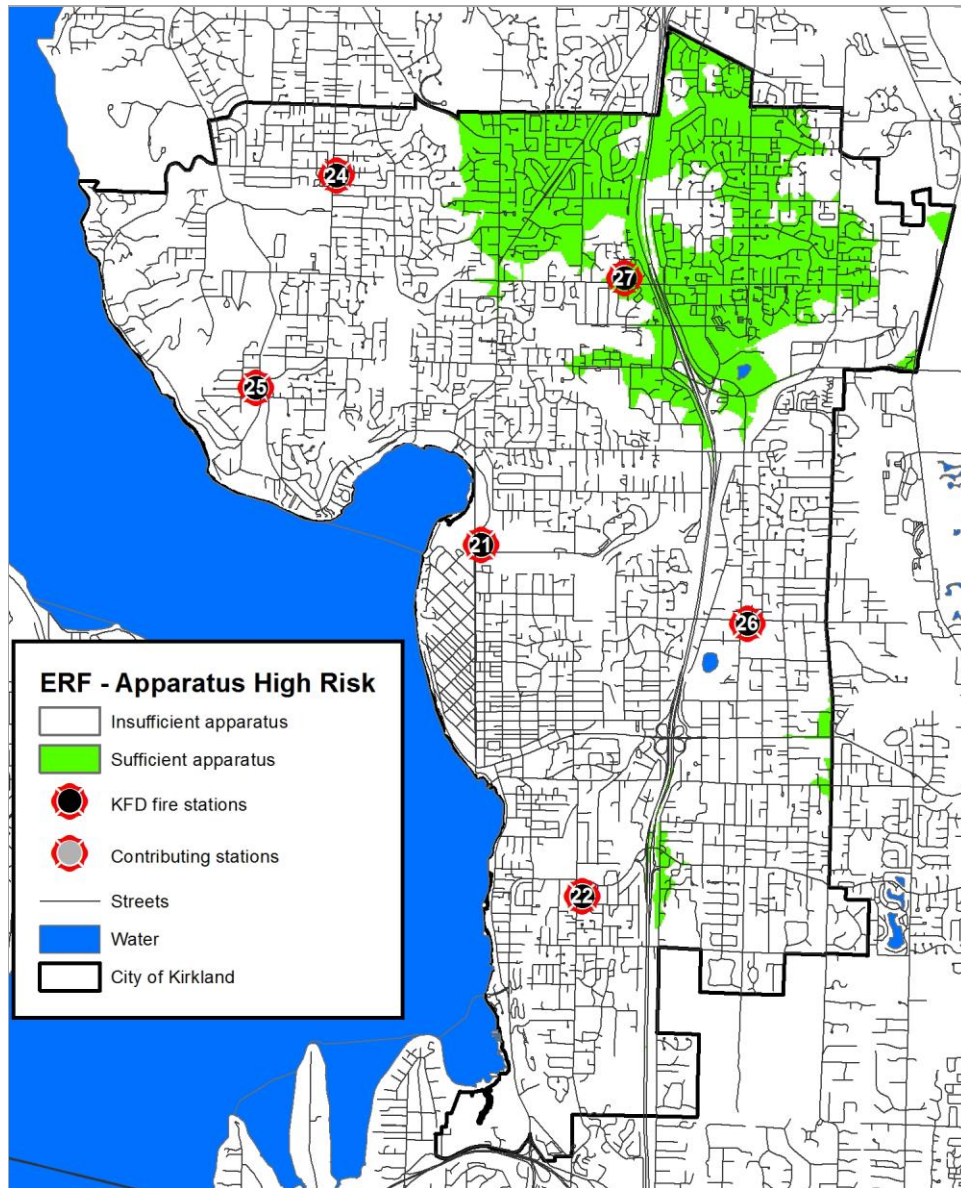 24
27
25
21
26
22
ERF - Apparatus High Risk
Insufficient apparatus
Sufficient apparatus
KFD fire stations
Contributing stations
Streets
Water
City of Kirkland